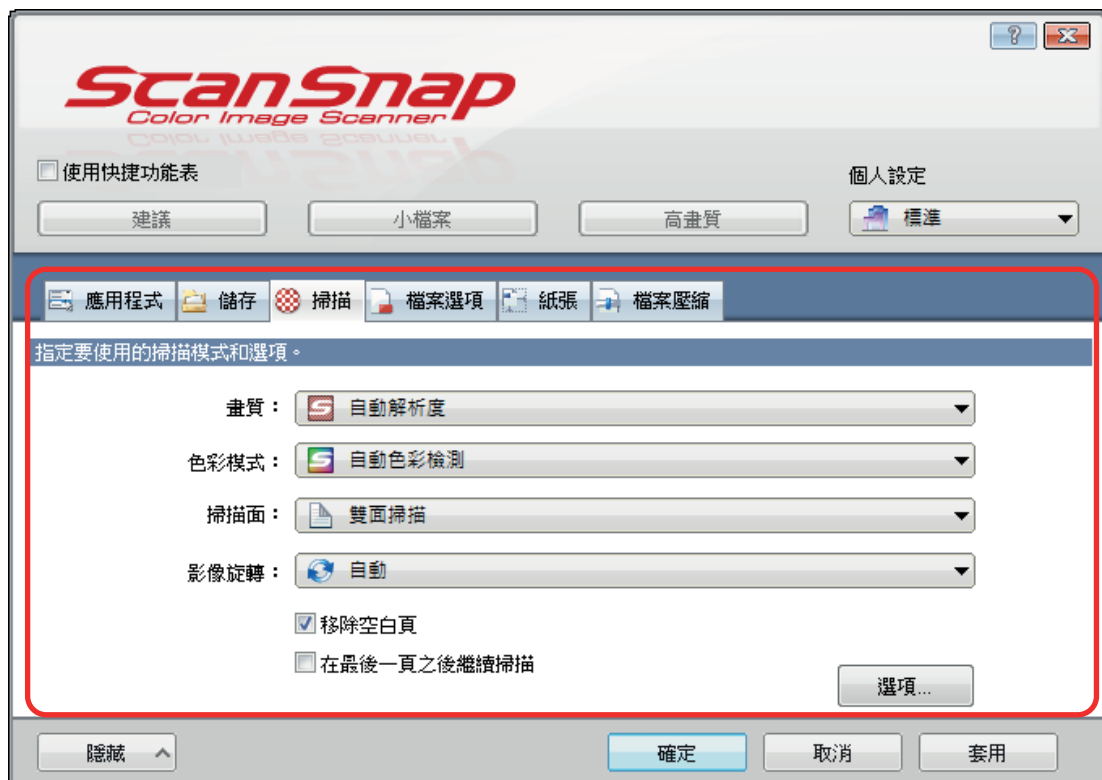 ScanSnap
Color Image Scanner
使用快捷功能表
個人設定
建議 小檔案 高畫質 標準
應用程式 儲存 掃描 檔案選項 紙張 檔案壓縮
指定要使用的掃描模式和選項。
畫質： 自動解析度
色彩模式： 自動色彩檢測
掃描面： 雙面掃描
影像旋轉： 自動
移除空白頁
在最後一頁之後繼續掃描
選項...
隱藏 確定 取消 套用